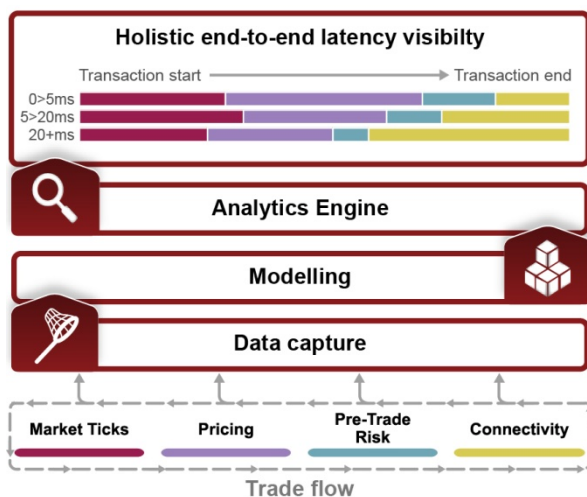 Holistic end-to-end latency visibilty
Transaction start
Transaction end
0>5ms
5>20ms
20+ms
Analytics Engine
Modelling
Data capture
Market Ticks
Pricing
Pre-Trade
Risk
Connectivity
Trade flow